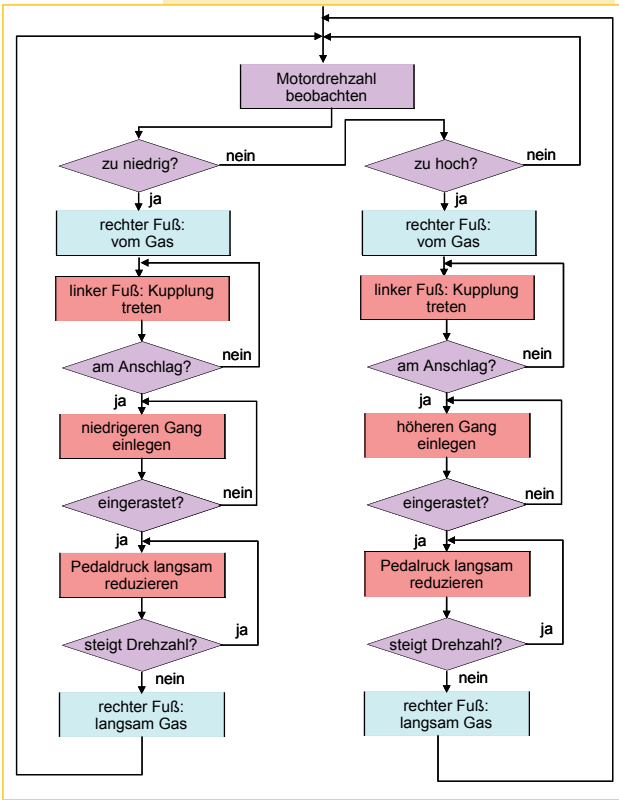 Motordrehzahl
beobachten
zu niedrig?
nein
ja
rechter Fuß:
vom Gas
linker Fuß: Kupplung
treten
am Anschlag?
nein
ja
niedrigeren Gang
einlegen
eingerastet?
nein
ja
Pedaldruck langsam
reduzieren
steigt Drehzahl?
ja
nein
rechter Fuß:
langsam Gas
zu hoch?
nein
ja
rechter Fuß:
vom Gas
linker Fuß: Kupplung
treten
am Anschlag?
nein
ja
höheren Gang
einlegen
eingerastet?
nein
ja
Pedalruck langsam
reduzieren
steigt Drehzahl?
ja
nein
rechter Fuß:
langsam Gas